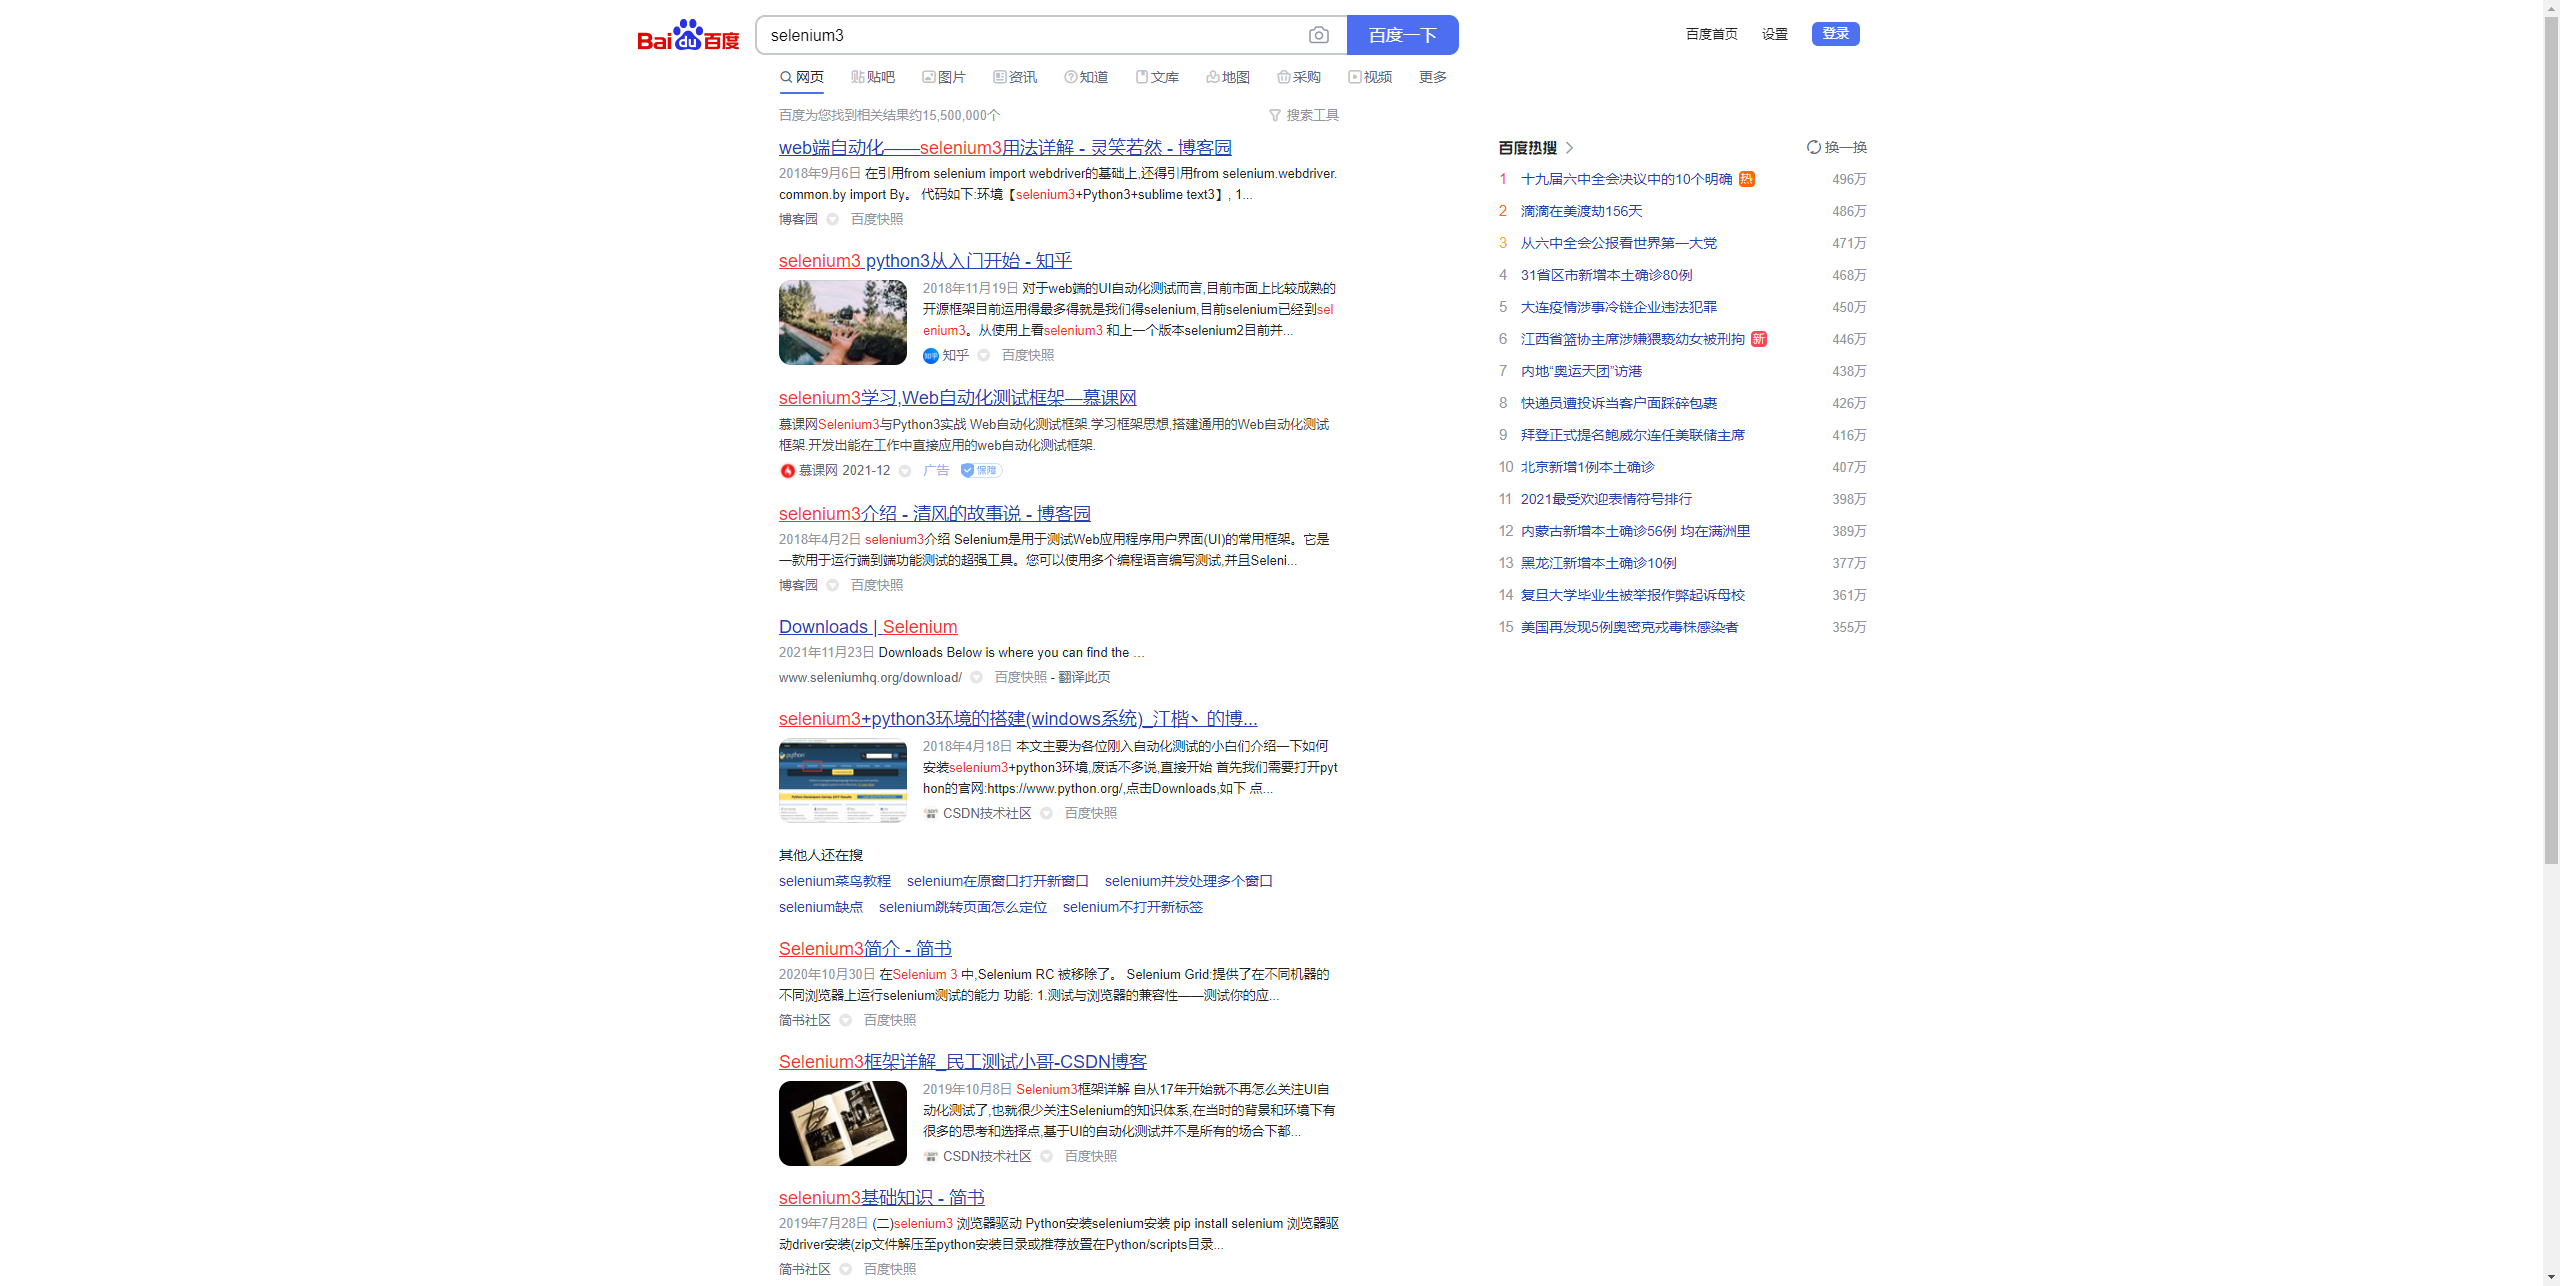 Bai du 百度
selenium3
百度一下
百度首页 设置 登录
网页 贴吧 图片 资讯 知道 文库 地图 采购 视频 更多
百度为您找到相关结果约15,500,000个
搜索工具
web端自动化——selenium3用法详解 - 灵笑若然 - 博客园
2018年9月6日 在引用from selenium import webdriver的基础上,还得引用from selenium.webdriver.
common.by import By。 代码如下:环境【selenium3+Python3+sublime text3】, 1...
博客园 百度快照
selenium3 python3从入门开始 - 知乎
2018年11月19日 对于web端的UI自动化测试而言,目前市面上比较成熟的
开源框架目前运用得最多得就是我们得selenium,目前selenium已经到sel
enium3。从使用上看selenium3 和上一个版本selenium2目前并...
知乎 百度快照
selenium3学习,Web自动化测试框架—慕课网
慕课网Selenium3与Python3实战 Web自动化测试框架.学习框架思想,搭建通用的Web自动化测试
框架.开发出能在工作中直接应用的web自动化测试框架.
慕课网 2021-12 广告 保障
selenium3介绍 - 清风的故事说 - 博客园
2018年4月2日 selenium3介绍 Selenium是用于测试Web应用程序用户界面(UI)的常用框架。它是
一款用于运行端到端功能测试的超强工具。您可以使用多个编程语言编写测试,并且Seleni...
博客园 百度快照
Downloads | Selenium
2021年11月23日 Downloads Below is where you can find the ...
www.seleniumhq.org/download/ 百度快照 - 翻译此页
selenium3+python3环境的搭建(windows系统)_汀楷丶的博...
2018年4月18日 本文主要为各位刚入自动化测试的小白们介绍一下如何
安装selenium3+python3环境,废话不多说,直接开始 首先我们需要打开pyt
hon的官网:https://www.python.org/,点击Downloads,如下 点...
CSDN技术社区 百度快照
其他人还在搜
selenium菜鸟教程 selenium在原窗口打开新窗口 selenium并发处理多个窗口
selenium缺点 selenium跳转页面怎么定位 selenium不打开新标签
Selenium3简介 - 简书
2020年10月30日 在Selenium 3 中,Selenium RC 被移除了。 Selenium Grid:提供了在不同机器的
不同浏览器上运行selenium测试的能力 功能: 1.测试与浏览器的兼容性——测试你的应...
简书社区 百度快照
Selenium3框架详解_民工测试小哥-CSDN博客
2019年10月8日 Selenium3框架详解 自从17年开始就不再怎么关注UI自
动化测试了,也就很少关注Selenium的知识体系,在当时的背景和环境下有
很多的思考和选择点,基于UI的自动化测试并不是所有的场合下都...
CSDN技术社区 百度快照
selenium3基础知识 - 简书
2019年7月28日 (二)selenium3 浏览器驱动 Python安装selenium安装 pip install selenium 浏览器驱
动driver安装(zip文件解压至python安装目录或推荐放置在Python/scripts目录...
简书社区 百度快照
百度热搜 换一换
1 十九届六中全会决议中的10个明确 热 496万
2 滴滴在美渡劫156天 486万
3 从六中全会公报看世界第一大党 471万
4 31省区市新增本土确诊80例 468万
5 大连疫情涉事冷链企业违法犯罪 450万
6 江西省篮协主席涉嫌猥亵幼女被刑拘 新 446万
7 内地“奥运天团”访港 438万
8 快递员遭投诉当客户面踩碎包裹 426万
9 拜登正式提名鲍威尔连任美联储主席 416万
10 北京新增1例本土确诊 407万
11 2021最受欢迎表情符号排行 398万
12 内蒙古新增本土确诊56例 均在满洲里 389万
13 黑龙江新增本土确诊10例 377万
14 复旦大学毕业生被举报作弊起诉母校 361万
15 美国再发现5例奥密克戎毒株感染者 355万